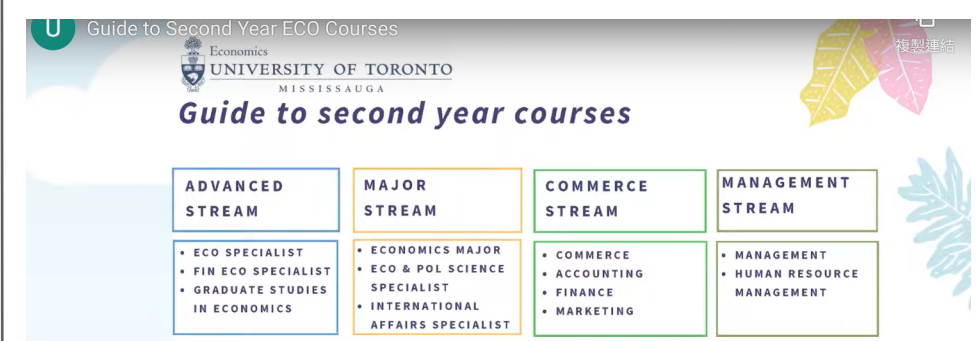 U Guide to Second Year ECO Courses
複製連結
Economics
UNIVERSITY OF TORONTO
MISSISSAUGA
Guide to second year courses
ADVANCED
STREAM
• ECO SPECIALIST
• FIN ECO SPECIALIST
• GRADUATE STUDIES
IN ECONOMICS
MAJOR
STREAM
• ECONOMICS MAJOR
• ECO & POL SCIENCE
SPECIALIST
• INTERNATIONAL
AFFAIRS SPECIALIST
COMMERCE
STREAM
• COMMERCE
• ACCOUNTING
• FINANCE
• MARKETING
MANAGEMENT
STREAM
• MANAGEMENT
• HUMAN RESOURCE
MANAGEMENT